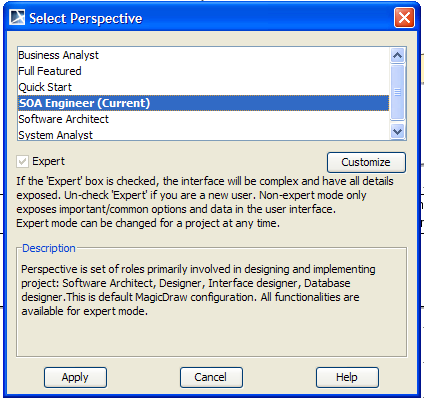 Select Perspective
Business Analyst
Full Featured
Quick Start
SOA Engineer (Current)
Software Architect
System Analyst
Expert
Customize
If the 'Expert' box is checked, the interface will be complex and have all details
exposed. Un-check 'Expert' if you are a new user. Non-expert mode only
exposes important/common options and data in the user interface.
Expert mode can be changed for a project at any time.
Description
Perspective is set of roles primarily involved in designing and implementing
project: Software Architect, Designer, Interface designer, Database
designer.This is default MagicDraw configuration. All functionalities are
available for expert mode.
Apply
Cancel
Help